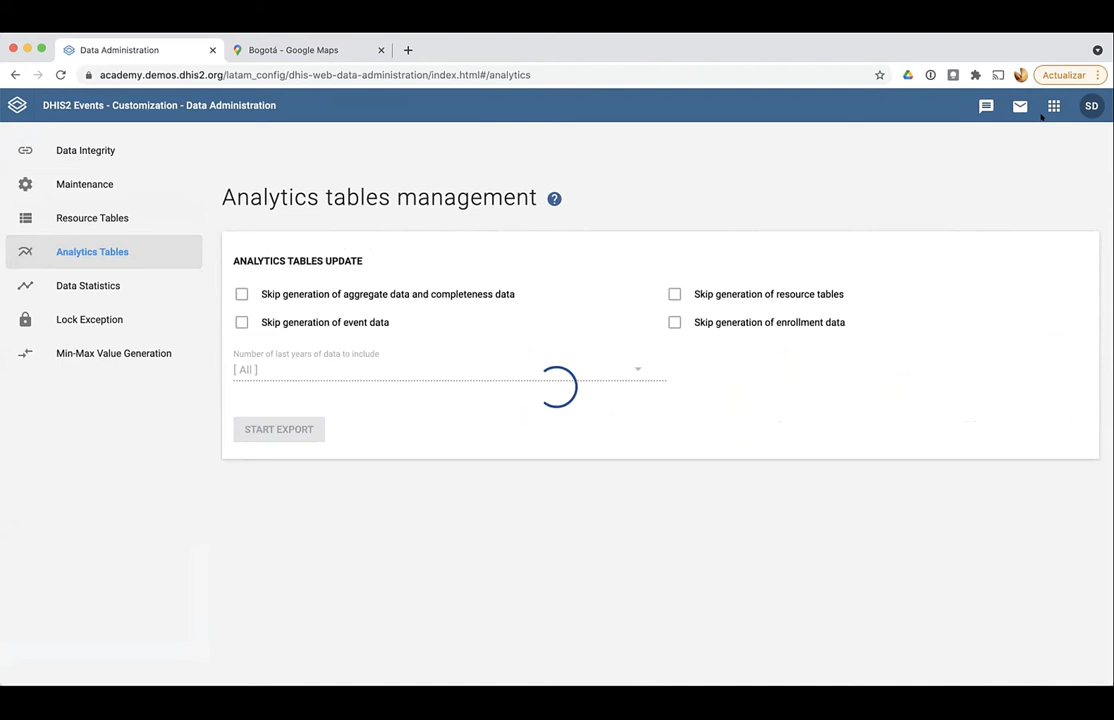 Data Administration
Bogotá - Google Maps
academy.demos.dhis2.org/latam_config/dhis-web-data-administration/index.html#/analytics
Actualizar
DHIS2 Events - Customization - Data Administration
SD
Data Integrity
Maintenance
Resource Tables
Analytics Tables
Data Statistics
Lock Exception
Min-Max Value Generation
Analytics tables management
ANALYTICS TABLES UPDATE
Skip generation of aggregate data and completeness data
Skip generation of resource tables
Skip generation of event data
Skip generation of enrollment data
Number of last years of data to include
[ All ]
START EXPORT